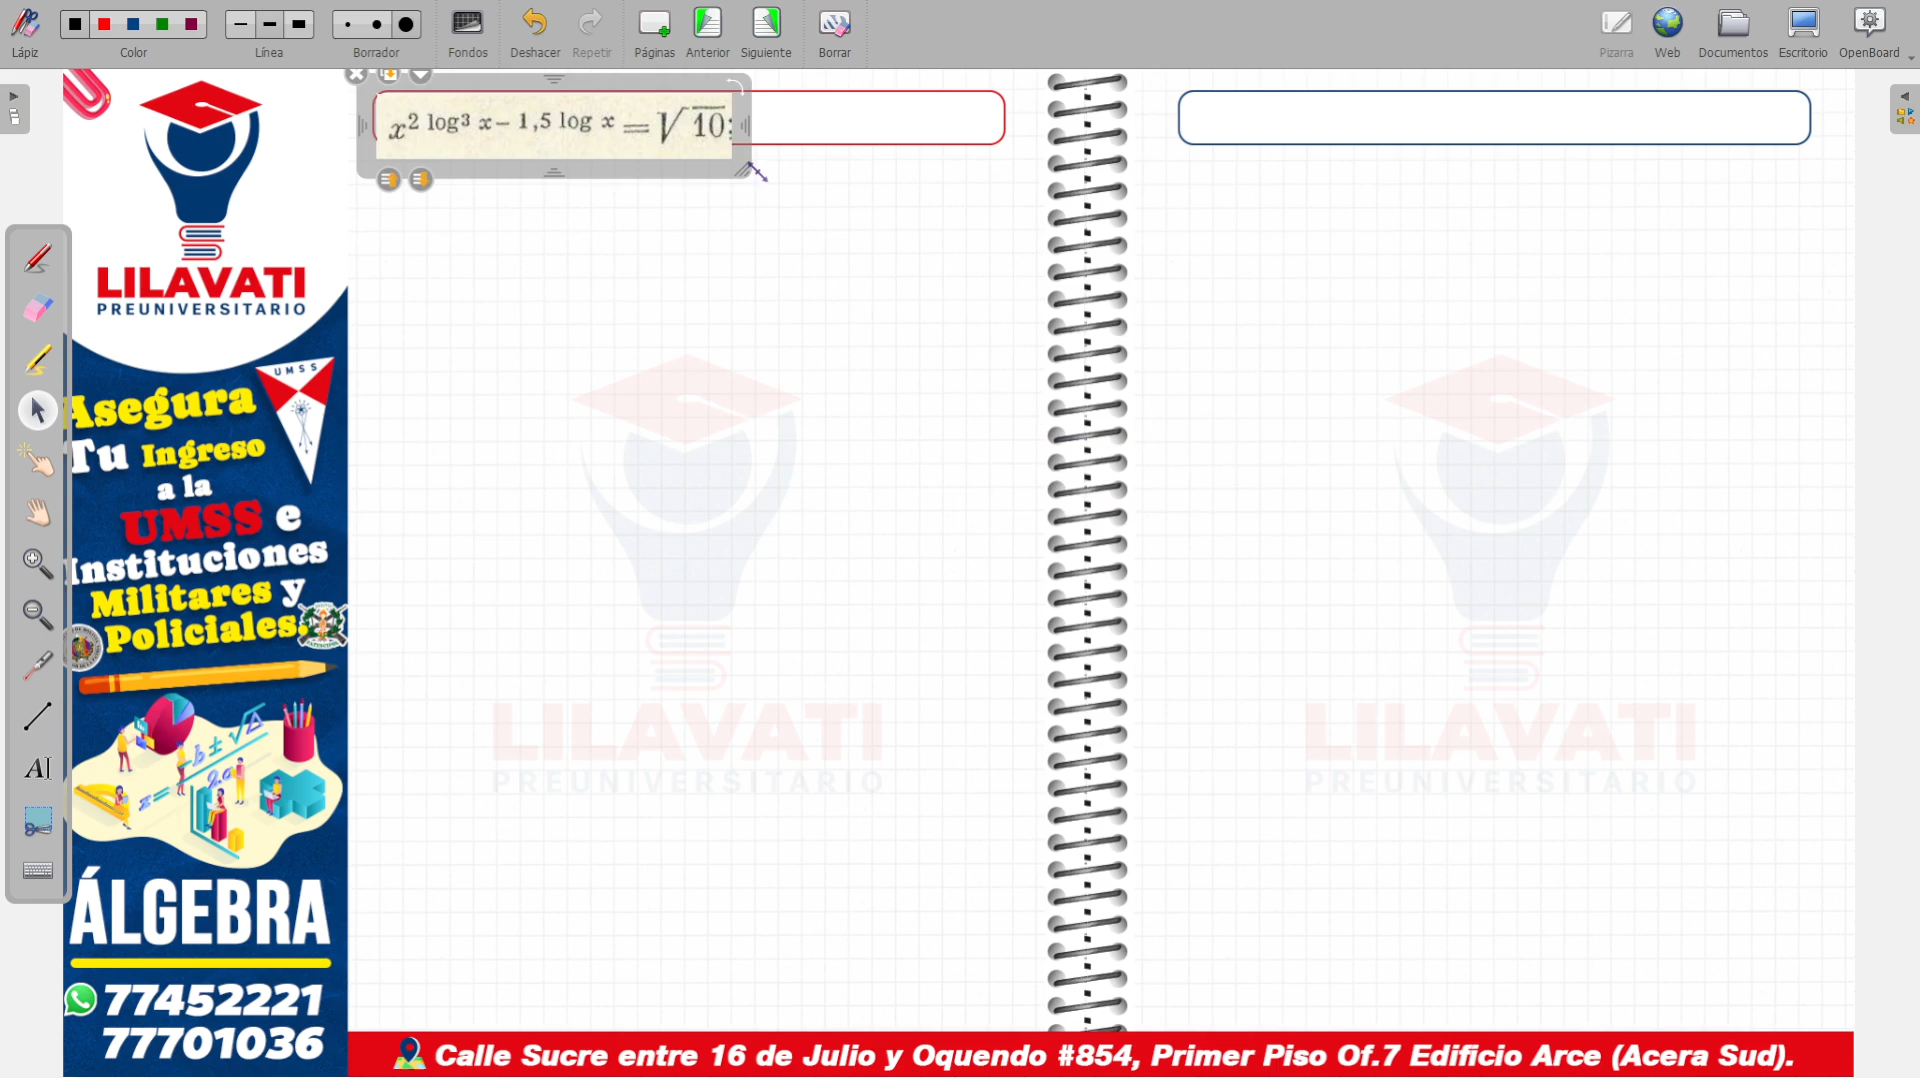 Lápiz
Color
Línea
Borrador
Fondos
Deshacer
Repetir
Páginas
Anterior
Siguiente
Borrar
Pizarra
Web
Documentos
Escritorio
OpenBoard
x² log³ x – 1,5 log x = √10;
LILAVATI
PREUNIVERSITARIO
UMSS
Asegura
Tu Ingreso
a la
UMSS e
Instituciones
Militares y
Policiales.
ÁLGEBRA
77452221
77701036
LILAVATI
PREUNIVERSITARIO
LILAVATI
PREUNIVERSITARIO
Calle Sucre entre 16 de Julio y Oquendo #854, Primer Piso Of.7 Edificio Arce (Acera Sud).